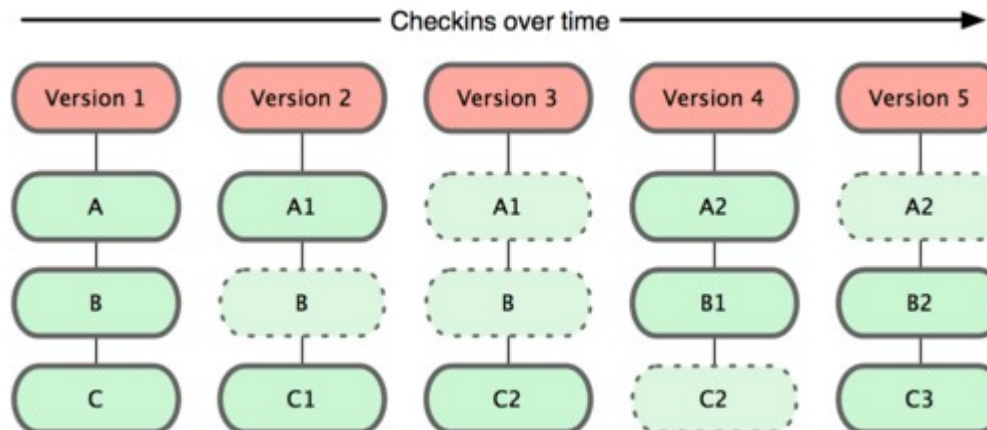 Checkins over time
Version 1 Version 2 Version 3 Version 4 Version 5
A A1 A1 A2 A2
B B B B1 B2
C C1 C2 C2 C3